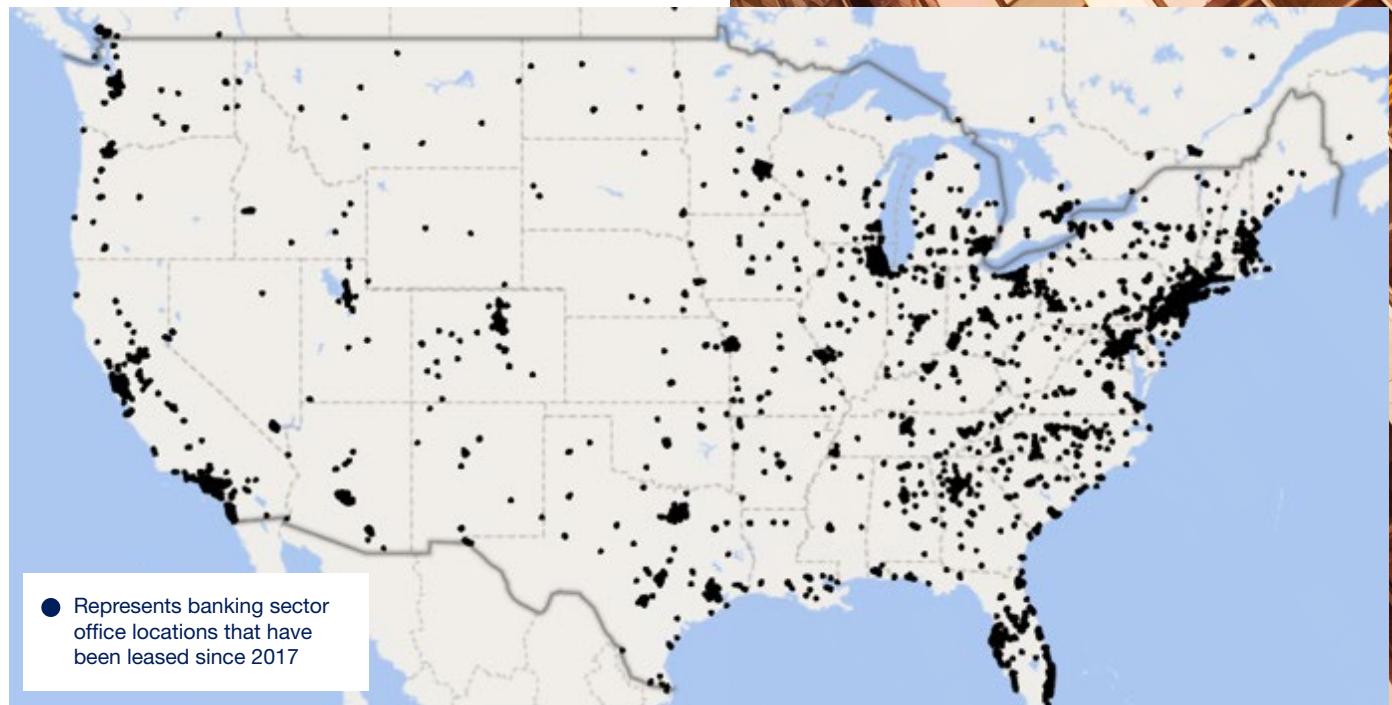 Represents banking sector
office locations that have
been leased since 2017